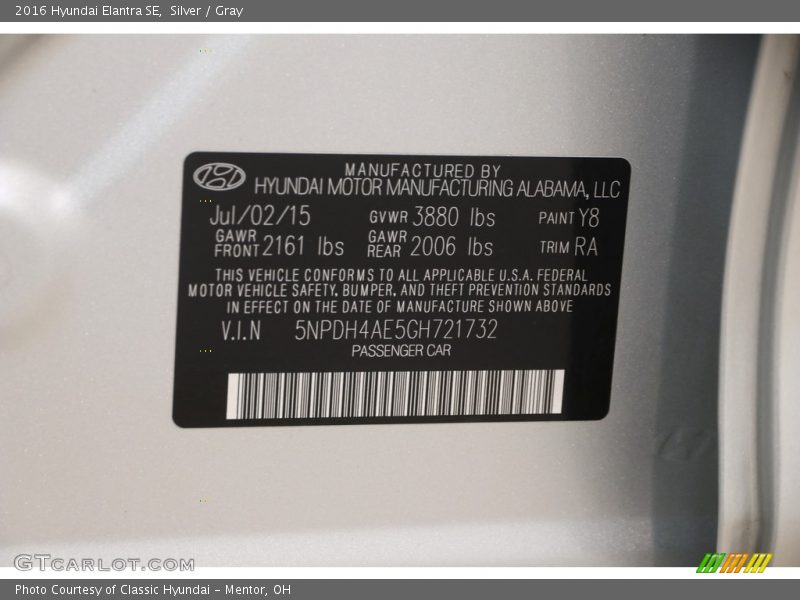 2016 Hyundai Elantra SE,  Silver / Gray
MANUFACTURED BY
HYUNDAI MOTOR MANUFACTURING ALABAMA, LLC
Jul/02/15 GVWR 3880 lbs PAINT Y8
GAWR FRONT 2161 lbs GAWR REAR 2006 lbs TRIM RA
THIS VEHICLE CONFORMS TO ALL APPLICABLE U.S.A. FEDERAL
MOTOR VEHICLE SAFETY, BUMPER, AND THEFT PREVENTION STANDARDS
IN EFFECT ON THE DATE OF MANUFACTURE SHOWN ABOVE
V.I.N 5NPDH4AE5GH721732
PASSENGER CAR
GTCARLOT.COM
Photo Courtesy of Classic Hyundai - Mentor, OH